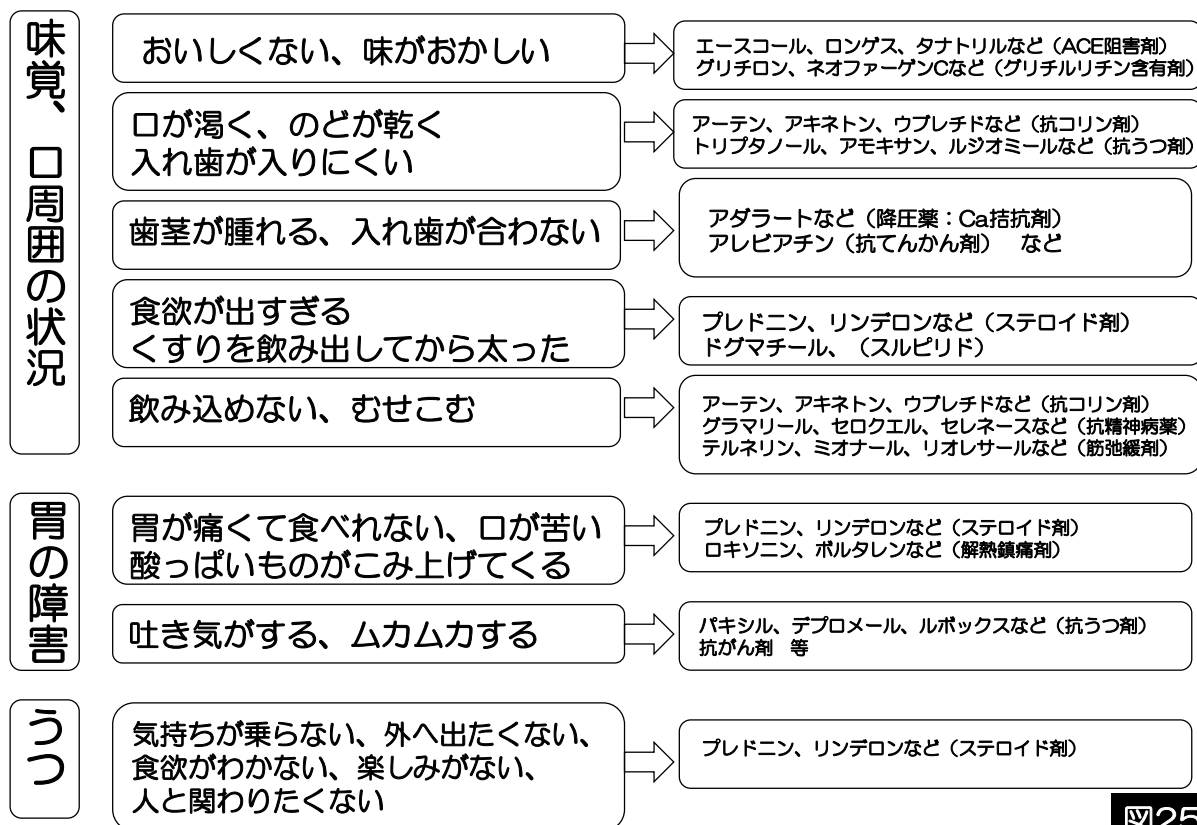 味覚、口周囲の状況
おいしくない、味がおかしい
エースコール、ロンゲス、タナトリルなど（ACE阻害剤）
グリチロン、ネオファーゲンCなど（グリチルリチン含有剤）
口が渇く、のどが乾く
入れ歯が入りにくい
アーテン、アキネトン、ウブレチドなど（抗コリン剤）
トリプタノール、アモキサン、ルジオミールなど（抗うつ剤）
歯茎が腫れる、入れ歯が合わない
アダラートなど（降圧薬：Ca拮抗剤）
アレビアチン（抗てんかん剤）　など
食欲が出すぎる
くすりを飲み出してから太った
プレドニン、リンデロンなど（ステロイド剤）
ドグマチール、（スルピリド）
飲み込めない、むせこむ
アーテン、アキネトン、ウブレチドなど（抗コリン剤）
グラマリール、セロクエル、セレネースなど（抗精神病薬）
テルネリン、ミオナール、リオレサールなど（筋弛緩剤）
胃の障害
胃が痛くて食べれない、口が苦い
酸っぱいものがこみ上げてくる
プレドニン、リンデロンなど（ステロイド剤）
ロキソニン、ボルタレンなど（解熱鎮痛剤）
吐き気がする、ムカムカする
パキシル、デプロメール、ルボックスなど（抗うつ剤）
抗がん剤　等
うつ
気持ちが乗らない、外へ出たくない、
食欲がわかない、楽しみがない、
人と関わりたくない
プレドニン、リンデロンなど（ステロイド剤）
図25